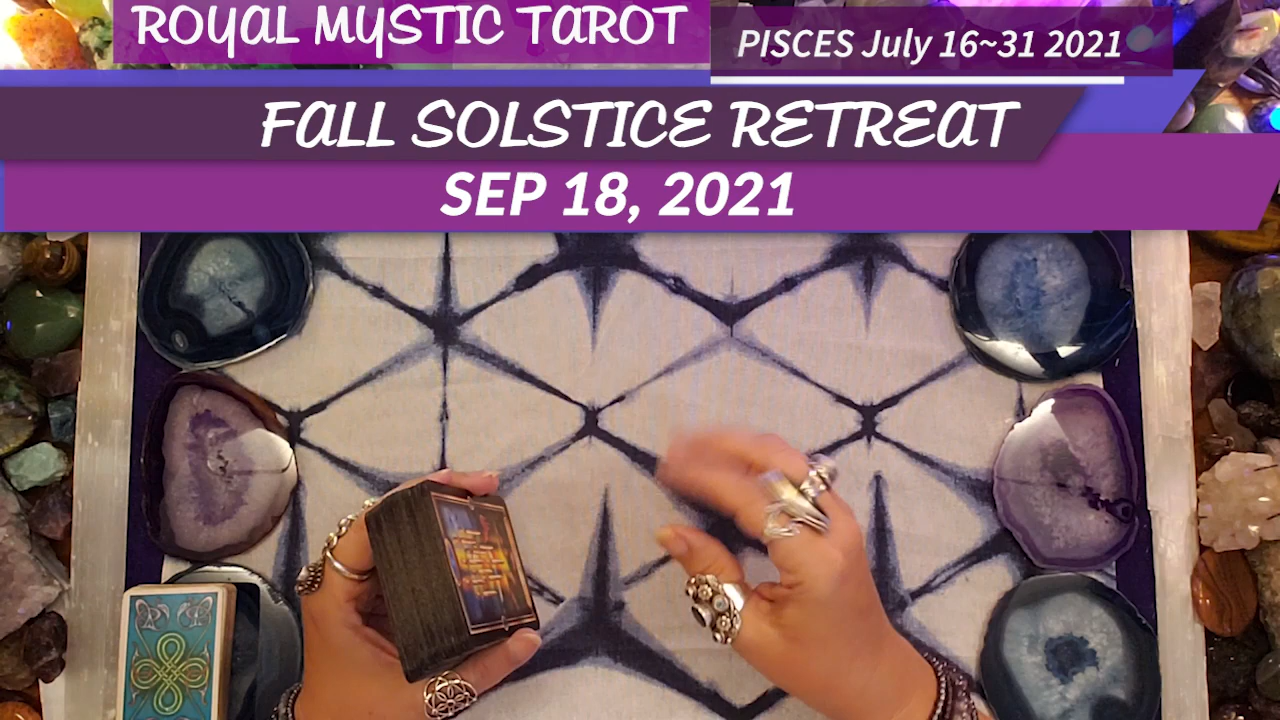 ROYAL MYSTIC TAROT
PISCES July 16~31 2021
FALL SOLSTICE RETREAT
SEP 18, 2021